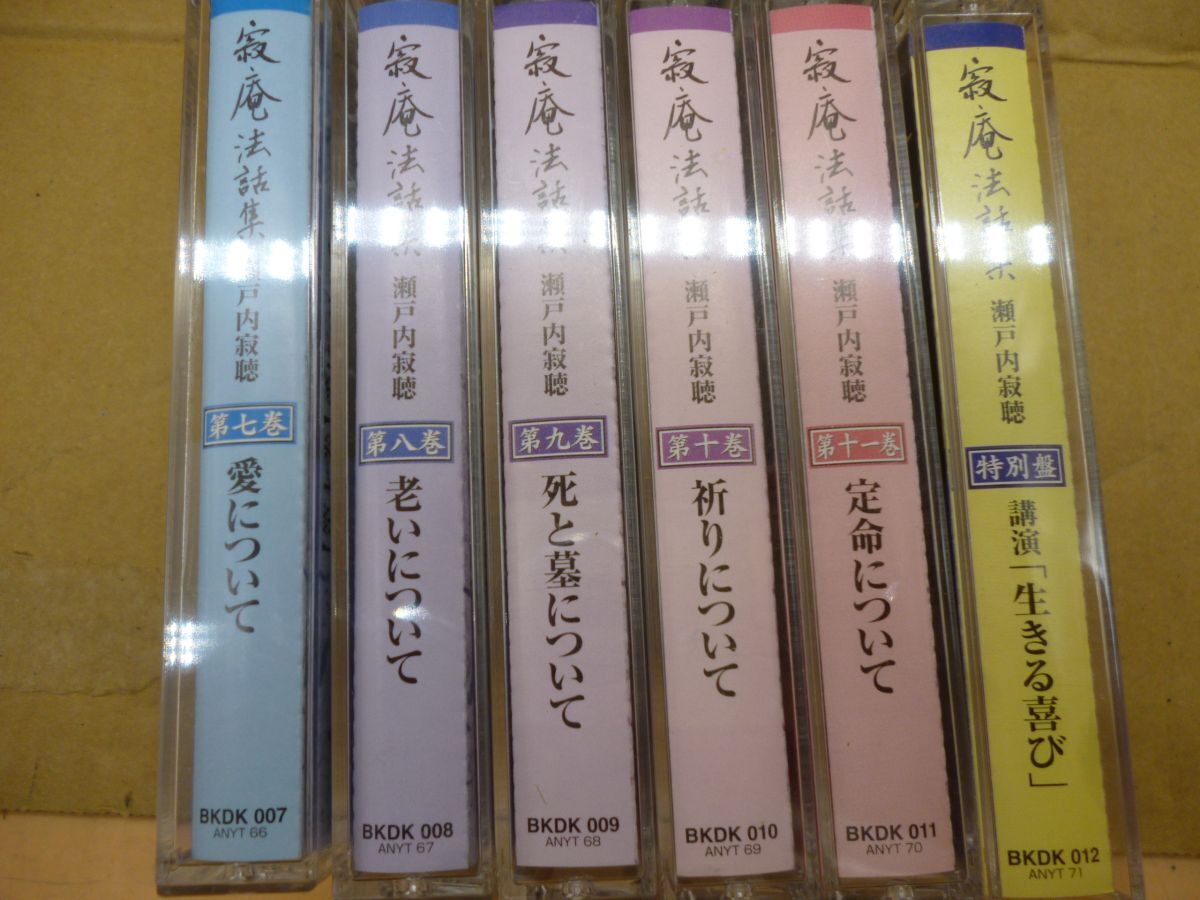 寂庵法話集 戸内寂聴
第七巻
愛について
BKDK 007
ANYT 66
寂庵法話集 瀬戸内寂聴
第八巻
老いについて
BKDK 008
ANYT 67
寂庵法話 瀬戸内寂聴
第九巻
死と墓について
BKDK 009
ANYT 68
寂庵法話 瀬戸内寂聴
第十巻
祈りについて
BKDK 010
ANYT 69
寂庵法話集 瀬戸内寂聴
第十一巻
定命について
BKDK 011
ANYT 70
寂庵法話集 瀬戸内寂聴
特別盤
講演「生きる喜び」
BKDK 012
ANYT 71